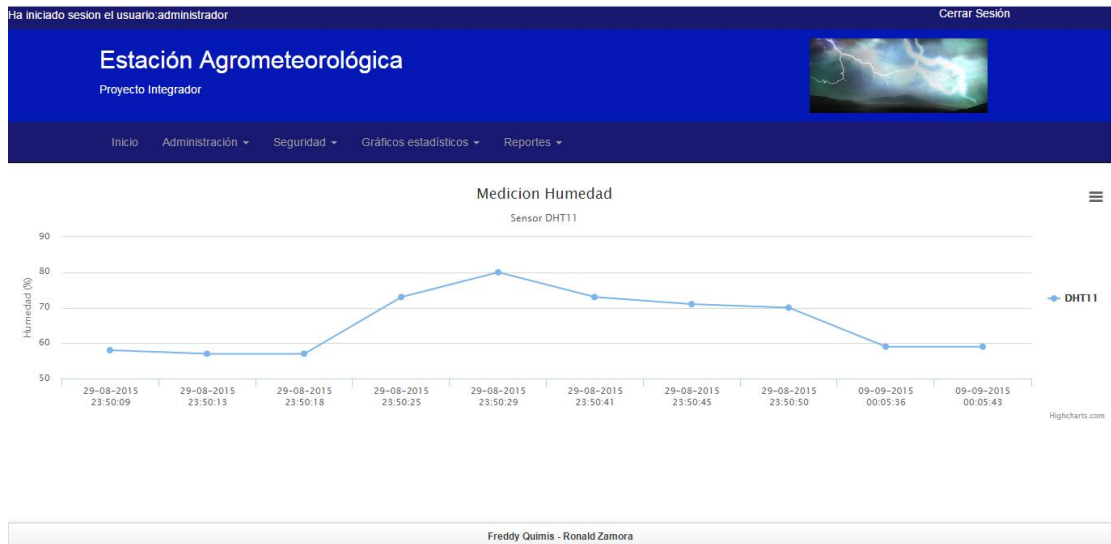 Ha iniciado sesion el usuario:administrador
Cerrar Sesión
Estación Agrometeorológica
Proyecto Integrador
Inicio Administración Seguridad Gráficos estadísticos Reportes
Medicion Humedad
Sensor DHT11
90
80
70
60
50
Humedad (%)
DHT11
29-08-2015 23:50:09
29-08-2015 23:50:13
29-08-2015 23:50:18
29-08-2015 23:50:25
29-08-2015 23:50:29
29-08-2015 23:50:41
29-08-2015 23:50:45
29-08-2015 23:50:50
09-09-2015 00:05:36
09-09-2015 00:05:43
Highcharts.com
Freddy Quimis - Ronald Zamora